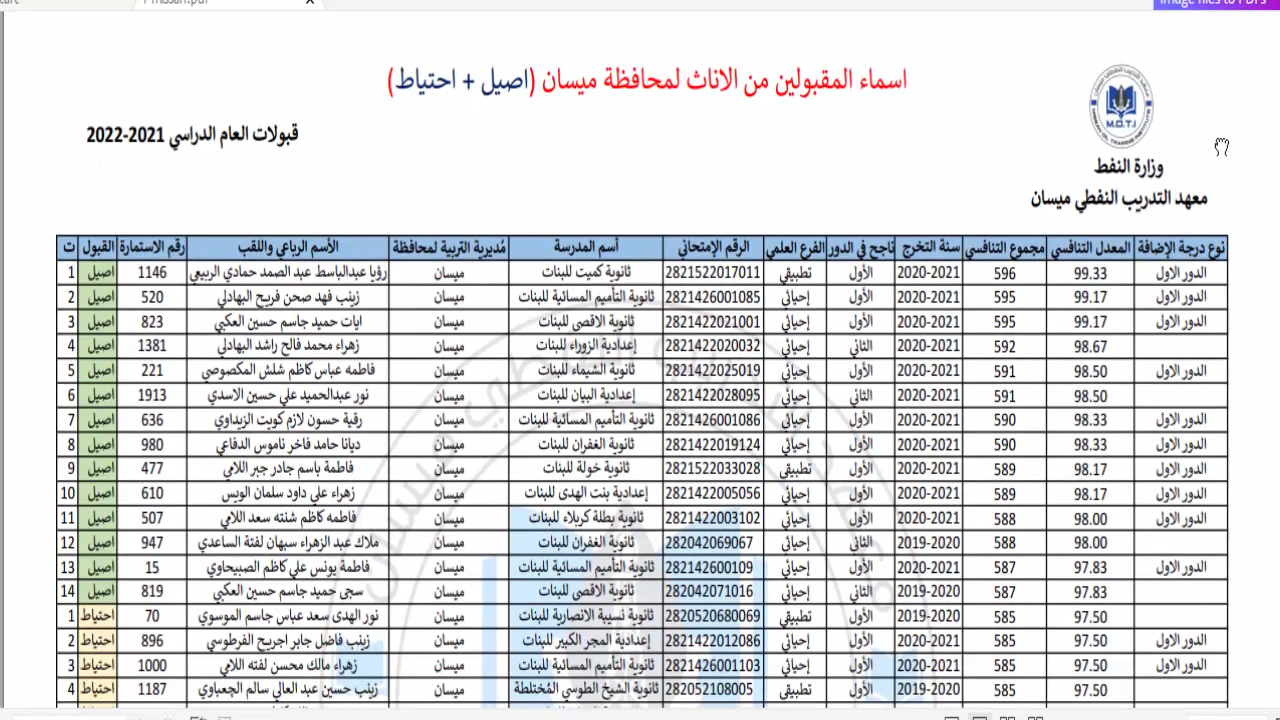 Image files to PDFs
اسماء المقبولين من الاناث لمحافظة ميسان (اصيل + احتياط)
M.O.T.I
وزارة النفط
معهد التدريب النفطي ميسان
قبولات العام الدراسي 2021-2022
ت القبول رقم الاستمارة الأسم الرباعي واللقب مُديرية التربية لمحافظة أسم المدرسة الرقم الإمتحاني الفرع العلمي ناجح في الدور سنة التخرج مجموع التنافسي المعدل التنافسي نوع درجة الإضافة
1 اصيل 1146 رؤيا عبدالباسط عبد الصمد حمادي الربيعي ميسان ثانوية كميت للبنات 2821522017011 تطبيقي الأول 2020-2021 596 99.33 الدور الاول
2 اصيل 520 زينب فهد صحن فريح البهادلي ميسان ثانوية التأميم المسائية للبنات 2821426001085 إحيائي الأول 2020-2021 595 99.17 الدور الاول
3 اصيل 823 ايات حميد جاسم حسين العكبي ميسان ثانوية الاقصى للبنات 2821422021001 إحيائي الأول 2020-2021 595 99.17 الدور الاول
4 اصيل 1381 زهراء محمد فالح راشد البهادلي ميسان إعدادية الزوراء للبنات 2821422020032 إحيائي الثاني 2020-2021 592 98.67
5 اصيل 221 فاطمه عباس كاظم شلش المكصوصي ميسان ثانوية الشيماء للبنات 2821422025019 إحيائي الأول 2020-2021 591 98.50 الدور الاول
6 اصيل 1913 نور عبدالحميد علي حسين الاسدي ميسان إعدادية البيان للبنات 2821422028095 إحيائي الثاني 2020-2021 591 98.50
7 اصيل 636 رقية حسون لازم كويت الزيداوي ميسان ثانوية التأميم المسائية للبنات 2821426001086 إحيائي الأول 2020-2021 590 98.33 الدور الاول
8 اصيل 980 ديانا حامد فاخر ناموس الدفاعي ميسان ثانوية الغفران للبنات 2821422019124 إحيائي الأول 2020-2021 590 98.33 الدور الاول
9 اصيل 477 فاطمة باسم جادر جبر اللامي ميسان ثانوية خولة للبنات 2821522033028 تطبيقي الأول 2020-2021 589 98.17 الدور الاول
10 اصيل 610 زهراء علي داود سلمان الويس ميسان إعدادية بنت الهدى للبنات 2821422005056 إحيائي الأول 2020-2021 589 98.17 الدور الاول
11 اصيل 507 فاطمه كاظم شنته سعد اللامي ميسان ثانوية بطلة كربلاء للبنات 2821422003102 إحيائي الأول 2020-2021 588 98.00 الدور الاول
12 اصيل 947 ملاك عبد الزهراء سبهان لفتة الساعدي ميسان ثانوية الغفران للبنات 282042069067 إحيائي الثاني 2019-2020 588 98.00
13 اصيل 15 فاطمة يونس علي كاظم الصبيحاوي ميسان ثانوية التأميم المسائية للبنات 282142600109 إحيائي الأول 2020-2021 587 97.83 الدور الاول
14 اصيل 819 سجى حميد جاسم حسين العكبي ميسان ثانوية الاقصى للبنات 282042071016 إحيائي الثاني 2019-2020 587 97.83
1 احتياط 70 نور الهدى سعد عباس جاسم الموسوي ميسان ثانوية نسيبة الانصارية للبنات 2820520680069 تطبيقي الأول 2019-2020 585 97.50
2 احتياط 896 زينب فاضل جابر اجريح الفرطوسي ميسان إعدادية المجر الكبير للبنات 2821422012086 إحيائي الأول 2020-2021 585 97.50 الدور الاول
3 احتياط 1000 زهراء مالك محسن لفته اللامي ميسان ثانوية التأميم المسائية للبنات 2821426001103 إحيائي الأول 2020-2021 585 97.50 الدور الاول
4 احتياط 1187 زينب حسين عبد العالي سالم الجعباوي ميسان ثانوية الشيخ الطوسي المُختلطة 282052108005 تطبيقي الأول 2019-2020 585 97.50